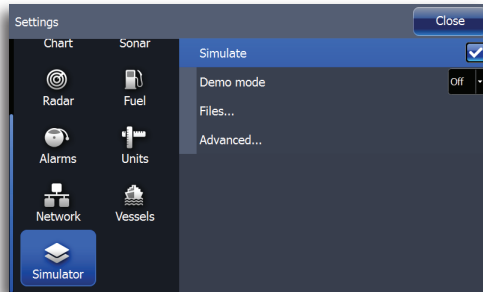 Settings
Close
Chart Sonar
Radar Fuel
Alarms Units
Network Vessels
Simulator
Simulate
Demo mode Off
Files...
Advanced...